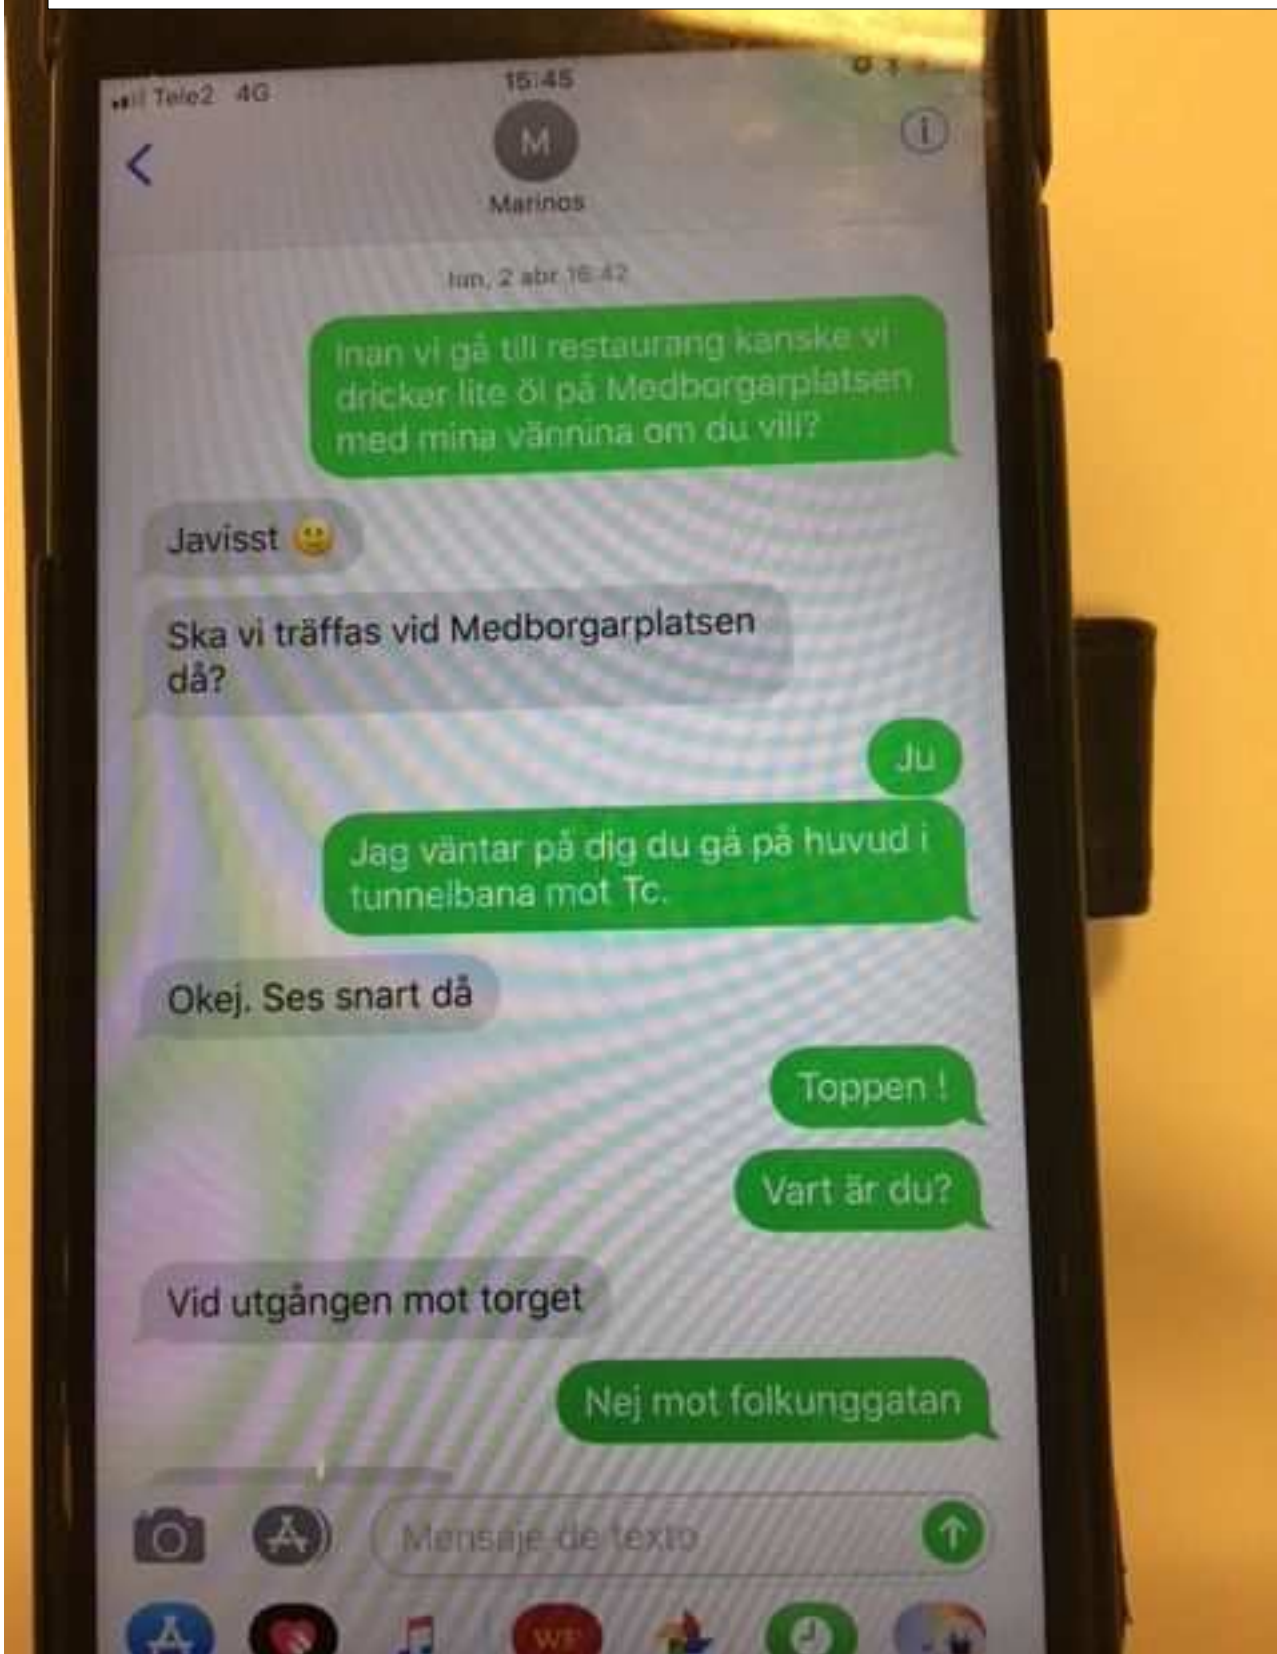 Tele2 4G
15:45
M
Marinos
lun, 2 abr 16:42
Inan vi gå till restaurang kanske vi
dricker lite öl på Medborgarplatsen
med mina vännina om du vill?
Javisst
Ska vi träffas vid Medborgarplatsen
då?
Ju
Jag väntar på dig du gå på huvud i
tunnelbana mot Tc.
Okej. Ses snart då
Toppen !
Vart är du?
Vid utgången mot torget
Nej mot folkunggatan
Mensaje de texto
WF